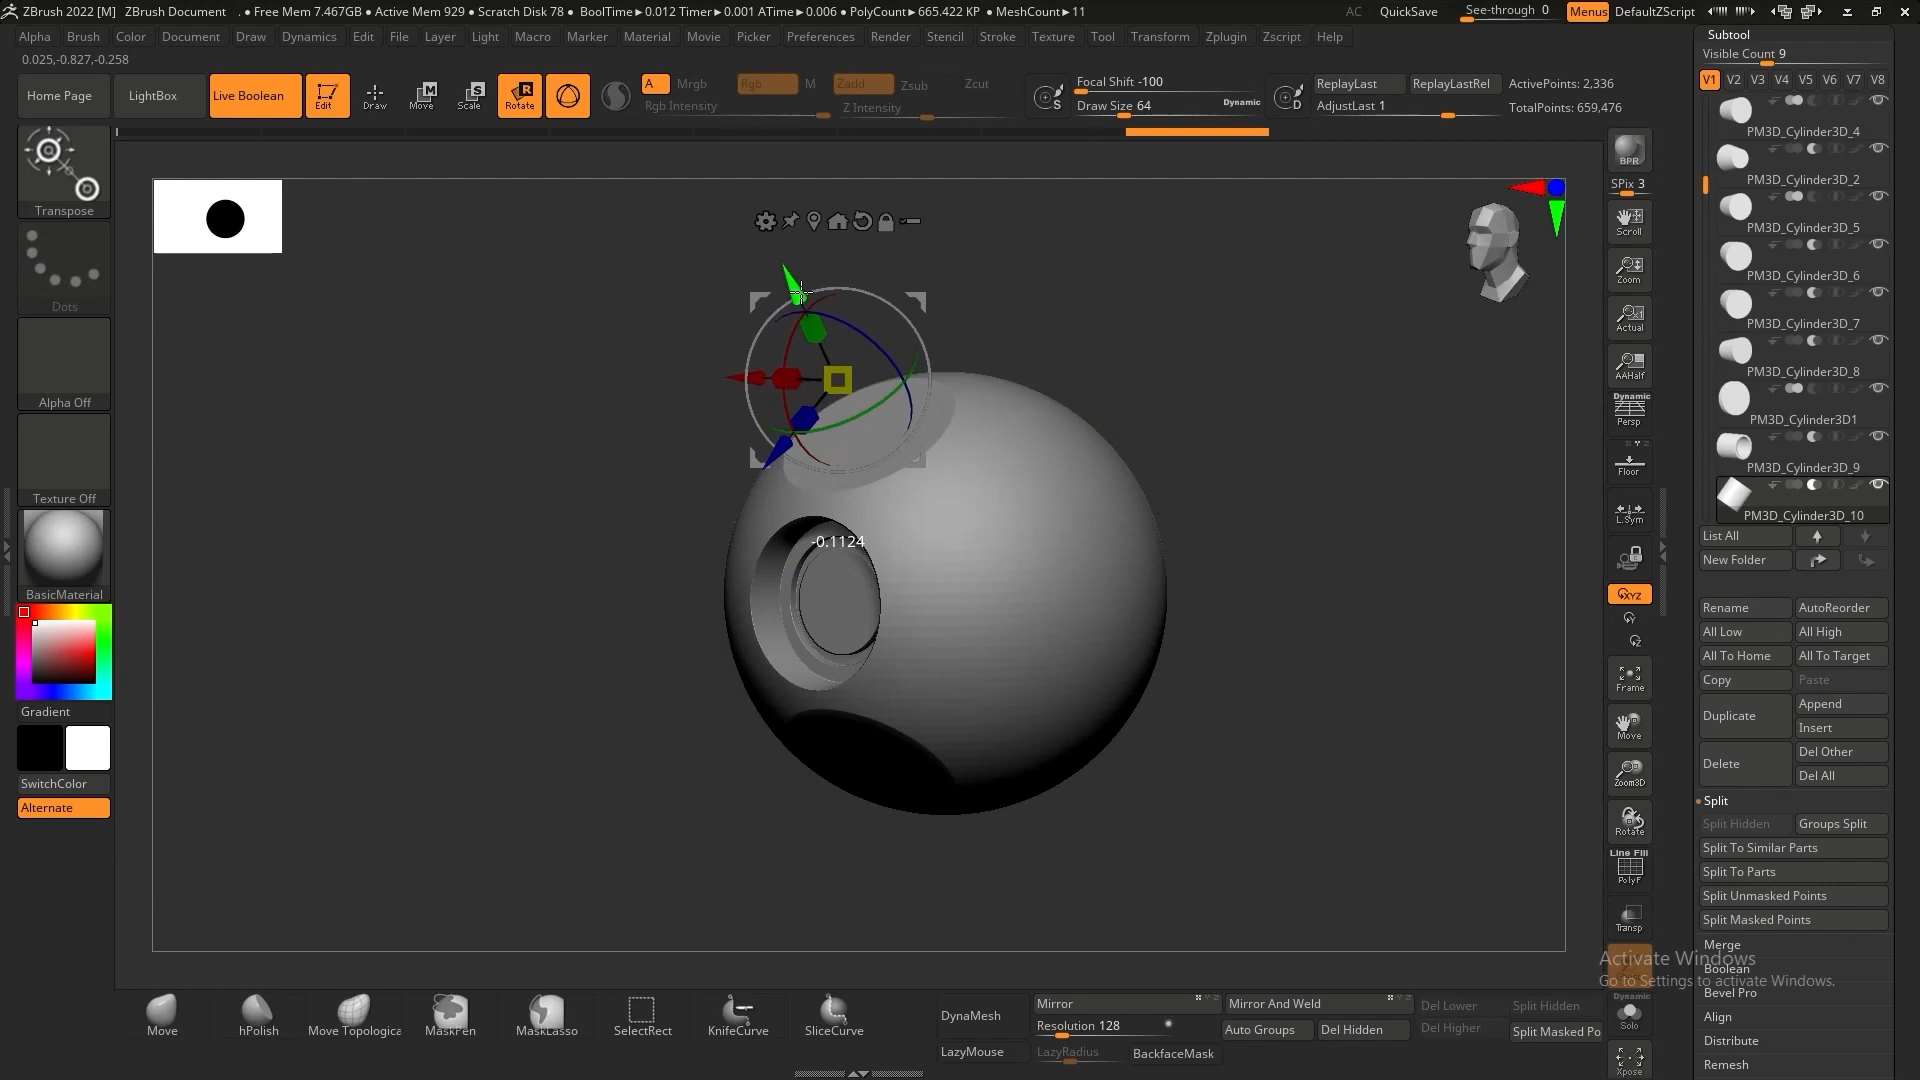 ZBrush 2022 [M] ZBrush Document . ● Free Mem 7.467GB ● Active Mem 929 ● Scratch Disk 78 ● BoolTime►0.012 Timer►0.001 ATime►0.006 ● PolyCount►665.422 KP ● MeshCount►11 AC QuickSave See-through 0 Menus DefaultZScript
Alpha Brush Color Document Draw Dynamics Edit File Layer Light Macro Marker Material Movie Picker Preferences Render Stencil Stroke Texture Tool Transform Zplugin Zscript Help
0.025,-0.827,-0.258
Home Page LightBox Live Boolean Edit Draw Move Scale Rotate
A Mrgb Rgb M Zadd Zsub Zcut
Rgb Intensity Z Intensity
Focal Shift -100
Draw Size 64 Dynamic
ReplayLast ReplayLastRel ActivePoints: 2,336
AdjustLast 1 TotalPoints: 659,476
Transpose
Dots
Alpha Off
Texture Off
BasicMaterial
Gradient
SwitchColor
Alternate
-0.1124
BPR
SPix 3
Scroll
Zoom
Actual
AAHalf
Dynamic
Persp
Floor
L.Sym
XYZ
Y
Z
Frame
Move
Zoom3D
Rotate
Line Fill
PolyF
Transp
Dynamic
Solo
Xpose
Subtool
Visible Count 9
V1 V2 V3 V4 V5 V6 V7 V8
PM3D_Cylinder3D_4
PM3D_Cylinder3D_2
PM3D_Cylinder3D_5
PM3D_Cylinder3D_6
PM3D_Cylinder3D_7
PM3D_Cylinder3D_8
PM3D_Cylinder3D1
PM3D_Cylinder3D_9
PM3D_Cylinder3D_10
List All
New Folder
Rename AutoReorder
All Low All High
All To Home All To Target
Copy Paste
Duplicate Append
Insert
Delete Del Other
Del All
Split
Split Hidden Groups Split
Split To Similar Parts
Split To Parts
Split Unmasked Points
Split Masked Points
Merge
Boolean
Bevel Pro
Align
Distribute
Remesh
Activate Windows
Go to Settings to activate Windows.
Move hPolish Move Topologica MaskPen MaskLasso SelectRect KnifeCurve SliceCurve
DynaMesh Mirror Mirror And Weld Del Lower Split Hidden
Resolution 128 Auto Groups Del Hidden Del Higher Split Masked Po
LazyMouse LazyRadius BackfaceMask